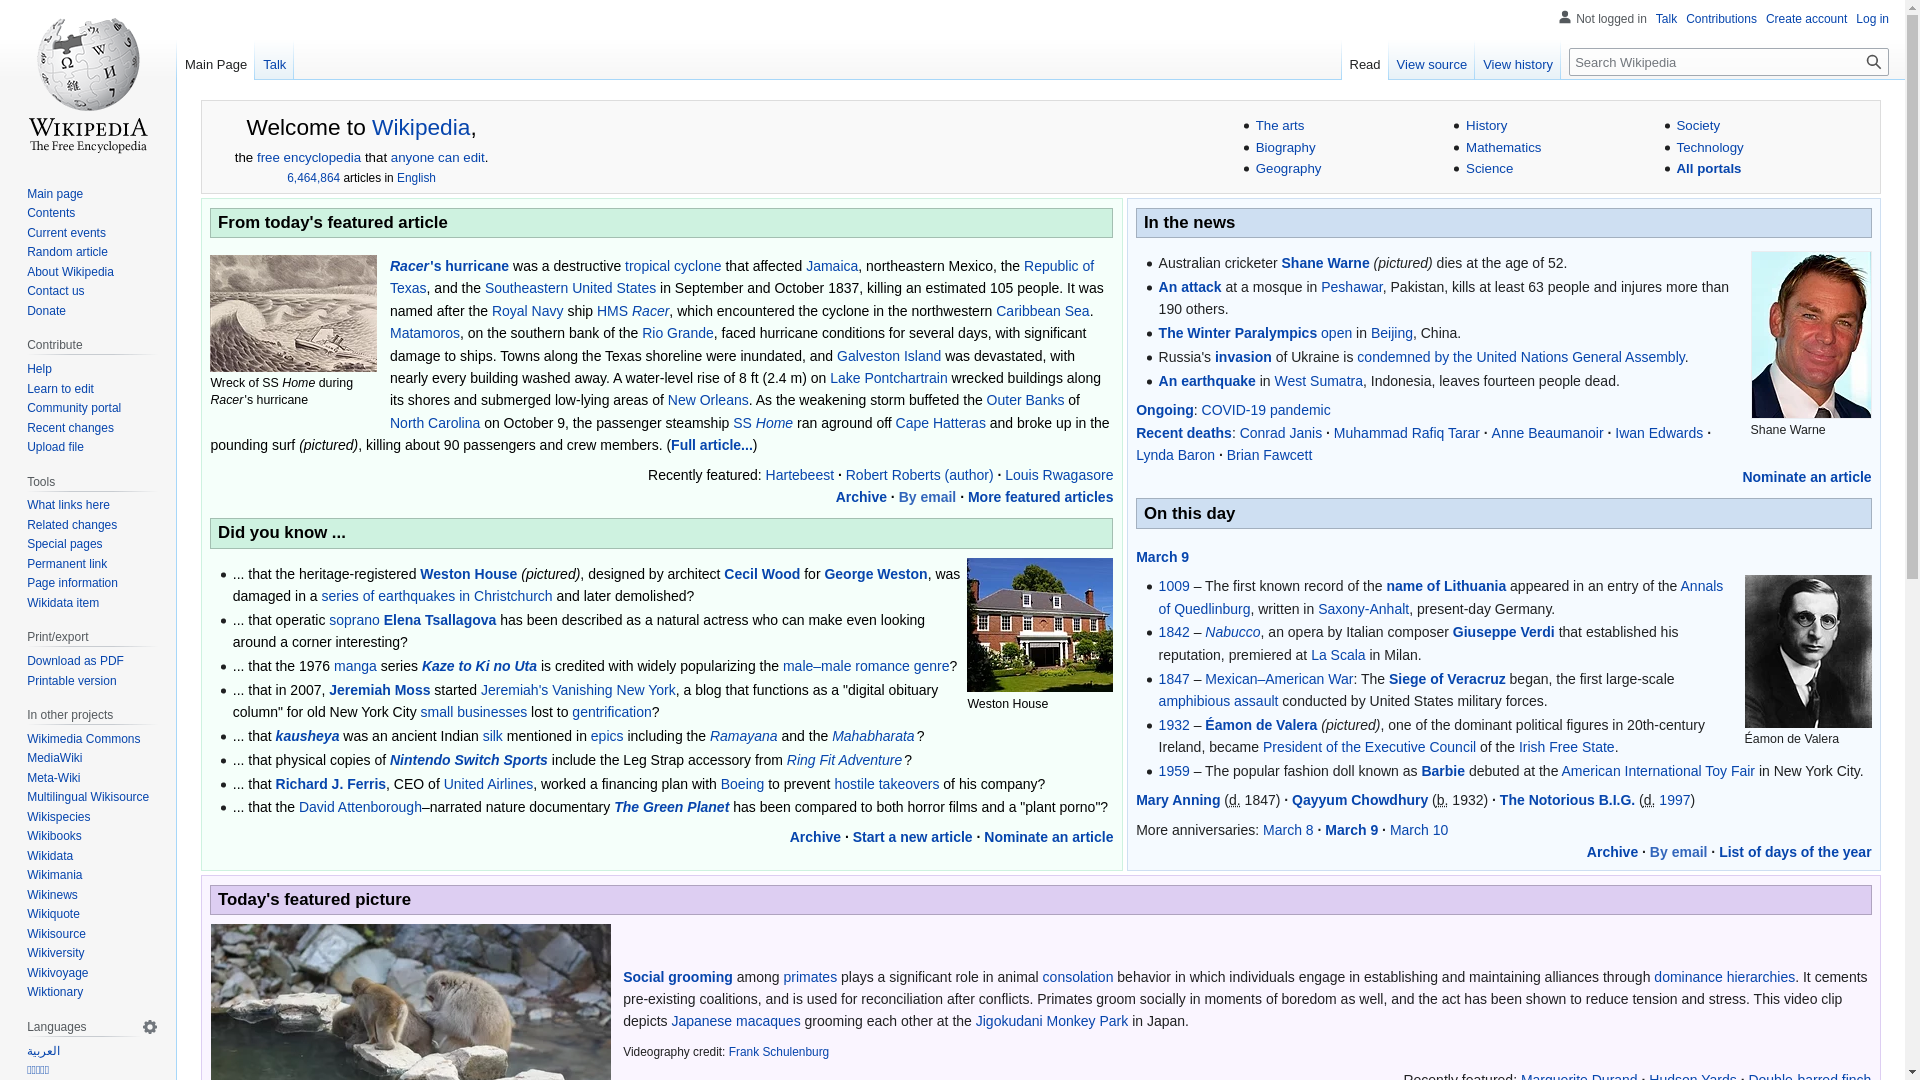 Not logged in Talk Contributions Create account Log in
Main Page Talk
Read View source View history Search Wikipedia
WIKIPEDIA
The Free Encyclopedia
Main page
Contents
Current events
Random article
About Wikipedia
Contact us
Donate
Contribute
Help
Learn to edit
Community portal
Recent changes
Upload file
Tools
What links here
Related changes
Special pages
Permanent link
Page information
Wikidata item
Print/export
Download as PDF
Printable version
In other projects
Wikimedia Commons
MediaWiki
Meta-Wiki
Multilingual Wikisource
Wikispecies
Wikibooks
Wikidata
Wikimania
Wikinews
Wikiquote
Wikisource
Wikiversity
Wikivoyage
Wiktionary
Languages
العربية
Welcome to Wikipedia,
the free encyclopedia that anyone can edit.
6,464,864 articles in English
The arts
Biography
Geography
History
Mathematics
Science
Society
Technology
All portals
From today's featured article
Wreck of SS Home during
Racer's hurricane
Racer's hurricane was a destructive tropical cyclone that affected Jamaica, northeastern Mexico, the Republic of
Texas, and the Southeastern United States in September and October 1837, killing an estimated 105 people. It was
named after the Royal Navy ship HMS Racer, which encountered the cyclone in the northwestern Caribbean Sea.
Matamoros, on the southern bank of the Rio Grande, faced hurricane conditions for several days, with significant
damage to ships. Towns along the Texas shoreline were inundated, and Galveston Island was devastated, with
nearly every building washed away. A water-level rise of 8 ft (2.4 m) on Lake Pontchartrain wrecked buildings along
its shores and submerged low-lying areas of New Orleans. As the weakening storm buffeted the Outer Banks of
North Carolina on October 9, the passenger steamship SS Home ran aground off Cape Hatteras and broke up in the
pounding surf (pictured), killing about 90 passengers and crew members. (Full article...)
Recently featured: Hartebeest · Robert Roberts (author) · Louis Rwagasore
Archive · By email · More featured articles
Did you know ...
... that the heritage-registered Weston House (pictured), designed by architect Cecil Wood for George Weston, was
damaged in a series of earthquakes in Christchurch and later demolished?
... that operatic soprano Elena Tsallagova has been described as a natural actress who can make even looking
around a corner interesting?
... that the 1976 manga series Kaze to Ki no Uta is credited with widely popularizing the male–male romance genre?
... that in 2007, Jeremiah Moss started Jeremiah's Vanishing New York, a blog that functions as a "digital obituary
column" for old New York City small businesses lost to gentrification?
... that kausheya was an ancient Indian silk mentioned in epics including the Ramayana and the Mahabharata?
... that physical copies of Nintendo Switch Sports include the Leg Strap accessory from Ring Fit Adventure?
... that Richard J. Ferris, CEO of United Airlines, worked a financing plan with Boeing to prevent hostile takeovers of his company?
... that the David Attenborough–narrated nature documentary The Green Planet has been compared to both horror films and a "plant porno"?
Weston House
Archive · Start a new article · Nominate an article
In the news
Australian cricketer Shane Warne (pictured) dies at the age of 52.
An attack at a mosque in Peshawar, Pakistan, kills at least 63 people and injures more than
190 others.
The Winter Paralympics open in Beijing, China.
Russia's invasion of Ukraine is condemned by the United Nations General Assembly.
An earthquake in West Sumatra, Indonesia, leaves fourteen people dead.
Shane Warne
Ongoing: COVID-19 pandemic
Recent deaths: Conrad Janis · Muhammad Rafiq Tarar · Anne Beaumanoir · Iwan Edwards ·
Lynda Baron · Brian Fawcett
Nominate an article
On this day
March 9
1009 – The first known record of the name of Lithuania appeared in an entry of the Annals
of Quedlinburg, written in Saxony-Anhalt, present-day Germany.
1842 – Nabucco, an opera by Italian composer Giuseppe Verdi that established his
reputation, premiered at La Scala in Milan.
1847 – Mexican–American War: The Siege of Veracruz began, the first large-scale
amphibious assault conducted by United States military forces.
1932 – Éamon de Valera (pictured), one of the dominant political figures in 20th-century
Ireland, became President of the Executive Council of the Irish Free State.
1959 – The popular fashion doll known as Barbie debuted at the American International Toy Fair in New York City.
Éamon de Valera
Mary Anning (d. 1847) · Qayyum Chowdhury (b. 1932) · The Notorious B.I.G. (d. 1997)
More anniversaries: March 8 · March 9 · March 10
Archive · By email · List of days of the year
Today's featured picture
Social grooming among primates plays a significant role in animal consolation behavior in which individuals engage in establishing and maintaining alliances through dominance hierarchies. It cements
pre-existing coalitions, and is used for reconciliation after conflicts. Primates groom socially in moments of boredom as well, and the act has been shown to reduce tension and stress. This video clip
depicts Japanese macaques grooming each other at the Jigokudani Monkey Park in Japan.
Videography credit: Frank Schulenburg
Recently featured: Marguerite Durand · Hudson Yards · Double-barred finch